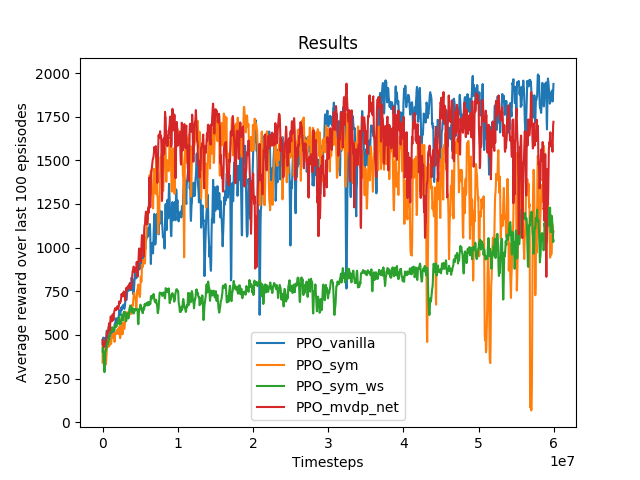 Results
Average reward over last 100 epsisodes
2000
1750
1500
1250
1000
750
500
250
0
PPO_vanilla
PPO_sym
PPO_sym_ws
PPO_mvdp_net
0 1 2 3 4 5 6
1e7
Timesteps